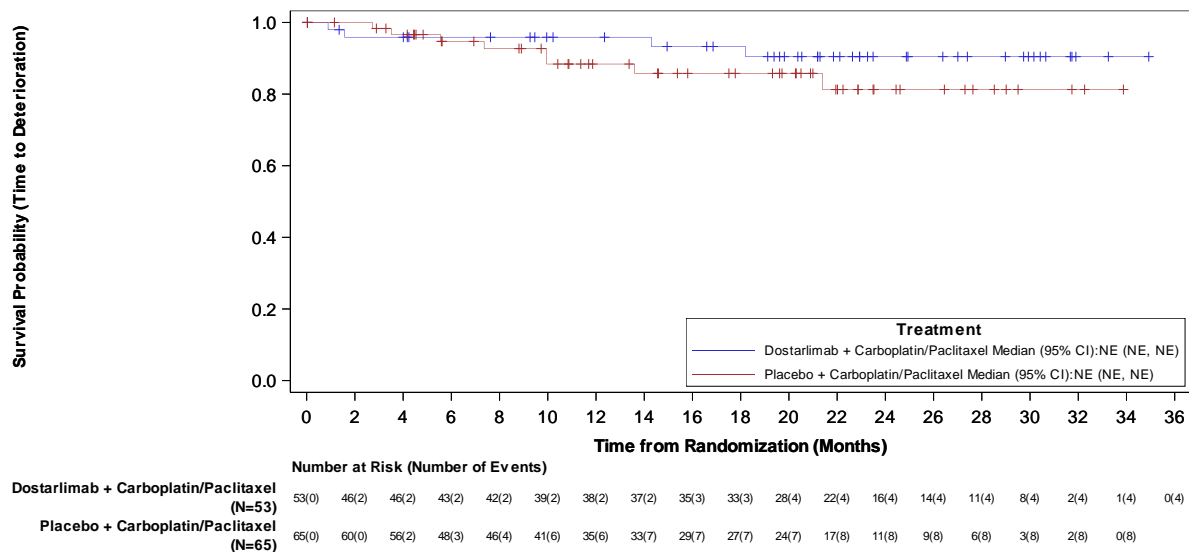 Survival Probability (Time to Deterioration)
1.0
0.8
0.6
0.4
0.2
0.0
Treatment
Dostarlimab + Carboplatin/Paclitaxel Median (95% CI):NE (NE, NE)
Placebo + Carboplatin/Paclitaxel Median (95% CI):NE (NE, NE)
0 2 4 6 8 10 12 14 16 18 20 22 24 26 28 30 32 34 36
Time from Randomization (Months)
Number at Risk (Number of Events)
Dostarlimab + Carboplatin/Paclitaxel
(N=53)
53(0) 46(2) 46(2) 43(2) 42(2) 39(2) 38(2) 37(2) 35(3) 33(3) 28(4) 22(4) 16(4) 14(4) 11(4) 8(4) 2(4) 1(4) 0(4)
Placebo + Carboplatin/Paclitaxel
(N=65)
65(0) 60(0) 56(2) 48(3) 46(4) 41(6) 35(6) 33(7) 29(7) 27(7) 24(7) 17(8) 11(8) 9(8) 6(8) 3(8) 2(8) 0(8)